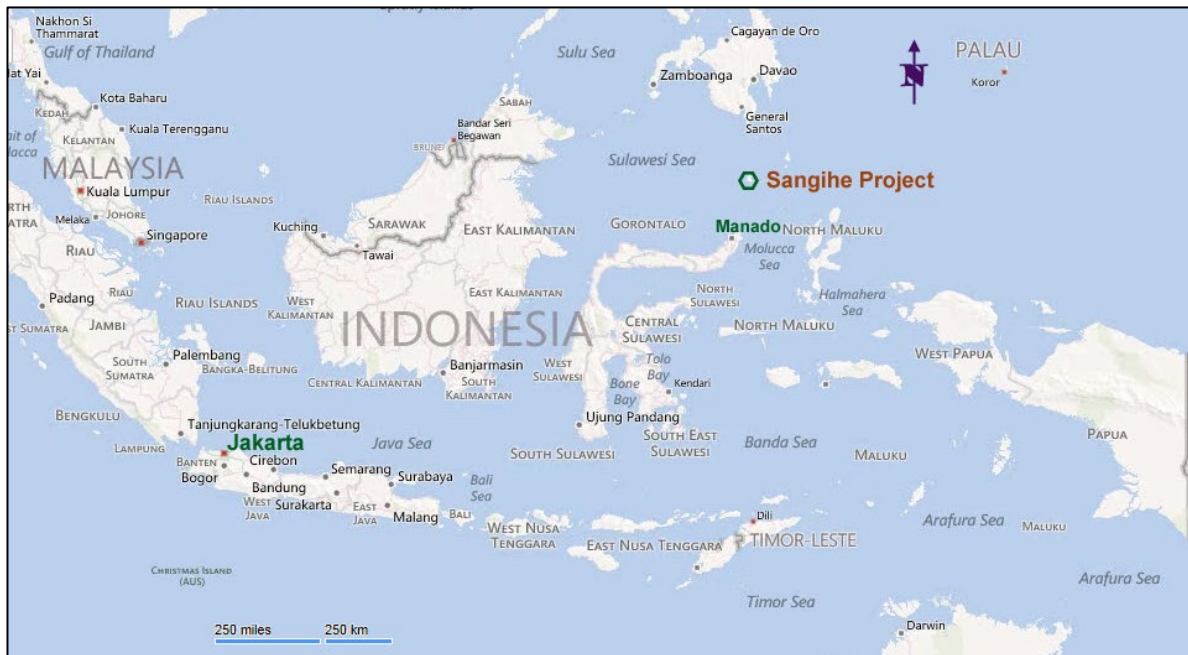 Nakhon Si
Thammarat
Gulf of Thailand
Cagayan de Oro
Sulu Sea
PALAU
N
Koror
Zamboanga
Davao
General
Santos
Kota Baharu
KEDAH
Kuala Terengganu
KELANTAN
MALAYSIA
Kuala Lumpur
SABAH
Bandar Seri
Begawan
BRUNEI
Sulawesi Sea
Sangihe Project
RIAU ISLANDS
Melaka
JOHORE
Singapore
Kuching
SARAWAK
Tawai
EAST KALIMANTAN
GORONTALO
Manado
NORTH MALUKU
Molucca
Sea
RIAU
Padang
RIAU
RIAU ISLANDS
WEST
KALIMANTAN
EAST KALIMANTAN
NORTH
SULAWESI
Halmahera
Sea
JAMBI
INDONESIA
CENTRAL
SULAWESI
NORTH MALUKU
WEST PAPUA
SOUTH
SUMATRA
Palembang
BANGKA-BELITUNG
CENTRAL KALIMANTAN
Banjarmasin
SOUTH
KALIMANTAN
WEST
SULAWESI
Tolo
Bay
Bone
Bay
Kendari
BENGKULU
Tanjungkarang-Telukbetung
Ujung Pandang
LAMPUNG
Jakarta
Java Sea
SOUTH SULAWESI
SOUTH EAST
SULAWESI
Banda Sea
MALUKU
PAPUA
BANTEN
Cirebon
Bogor
Bandung
Semarang
Surabaya
Bali
Sea
WEST
JAVA
Surakarta
EAST
JAVA
Malang
BALI
WEST NUSA
TENGGARA
EAST NUSA TENGGARA
Dili
TIMOR-LESTE
Arafura Sea
MALUKU
CHRISTMAS ISLAND
(AUS)
Arafura Sea
Timor Sea
Darwin
250 miles
250 km